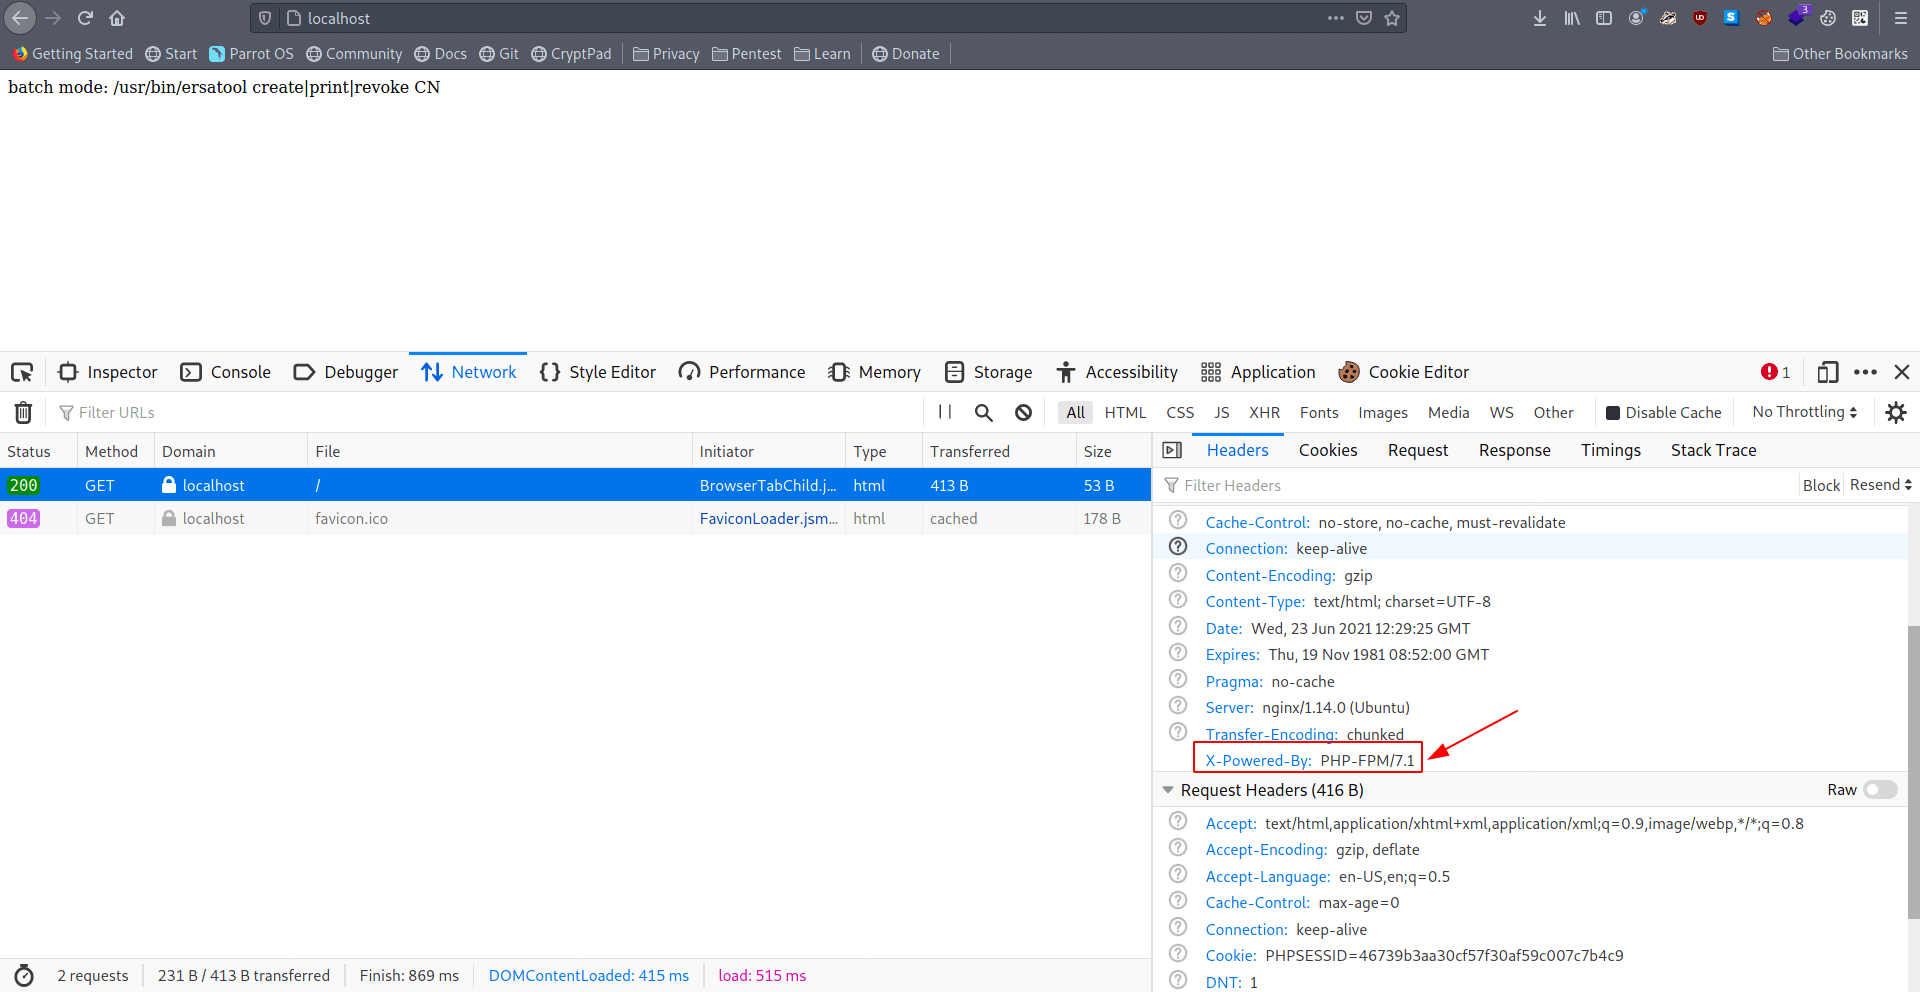 localhost
3
Getting Started Start Parrot OS Community Docs Git CryptPad Privacy Pentest Learn Donate Other Bookmarks
batch mode: /usr/bin/ersatool create|print|revoke CN
Inspector Console Debugger Network Style Editor Performance Memory Storage Accessibility Application Cookie Editor 1
Filter URLs All HTML CSS JS XHR Fonts Images Media WS Other Disable Cache No Throttling
Status Method Domain File Initiator Type Transferred Size
200 GET localhost / BrowserTabChild.j... html 413 B 53 B
404 GET localhost favicon.ico FaviconLoader.jsm... html cached 178 B
2 requests 231 B / 413 B transferred Finish: 869 ms DOMContentLoaded: 415 ms load: 515 ms
Headers Cookies Request Response Timings Stack Trace
Filter Headers Block Resend
Cache-Control: no-store, no-cache, must-revalidate
Connection: keep-alive
Content-Encoding: gzip
Content-Type: text/html; charset=UTF-8
Date: Wed, 23 Jun 2021 12:29:25 GMT
Expires: Thu, 19 Nov 1981 08:52:00 GMT
Pragma: no-cache
Server: nginx/1.14.0 (Ubuntu)
Transfer-Encoding: chunked
X-Powered-By: PHP-FPM/7.1
Request Headers (416 B) Raw
Accept: text/html,application/xhtml+xml,application/xml;q=0.9,image/webp,*/*;q=0.8
Accept-Encoding: gzip, deflate
Accept-Language: en-US,en;q=0.5
Cache-Control: max-age=0
Connection: keep-alive
Cookie: PHPSESSID=46739b3aa30cf57f30af59c007c7b4c9
DNT: 1